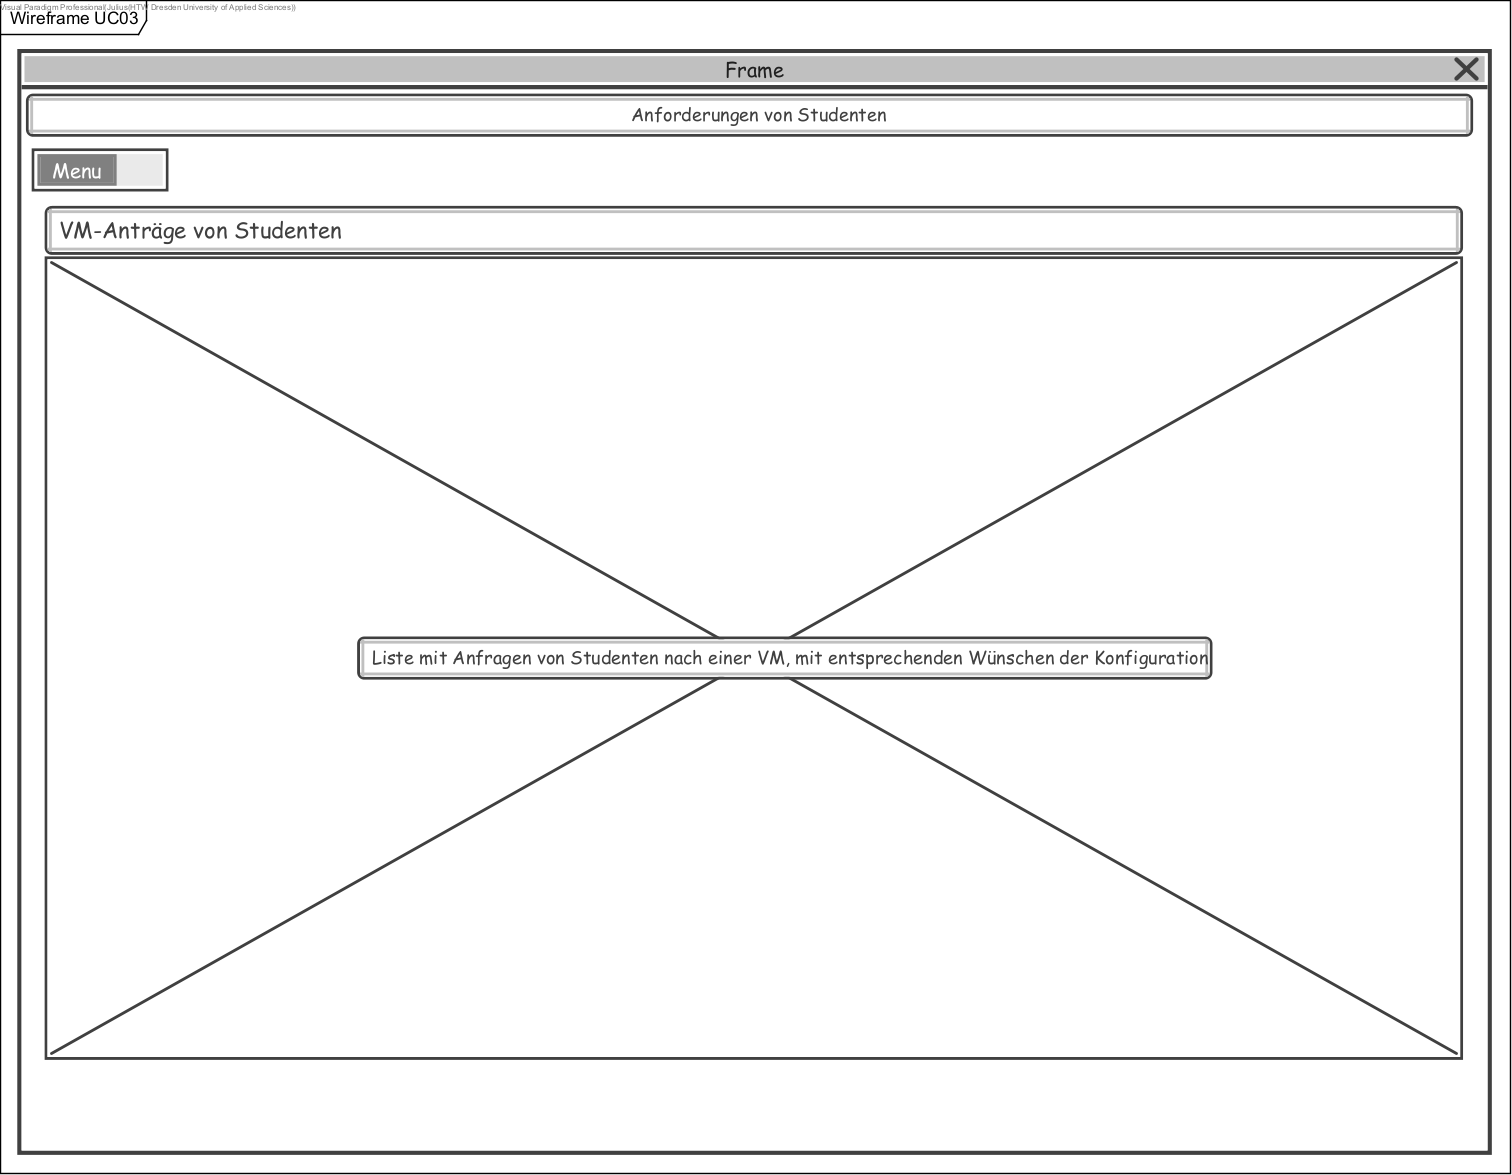 Visual Paradigm Professional(Julius(HTW Dresden University of Applied Sciences))
Wireframe UC03
Frame
Anforderungen von Studenten
Menu
VM-Anträge von Studenten
Liste mit Anfragen von Studenten nach einer VM, mit entsprechenden Wünschen der Konfiguration